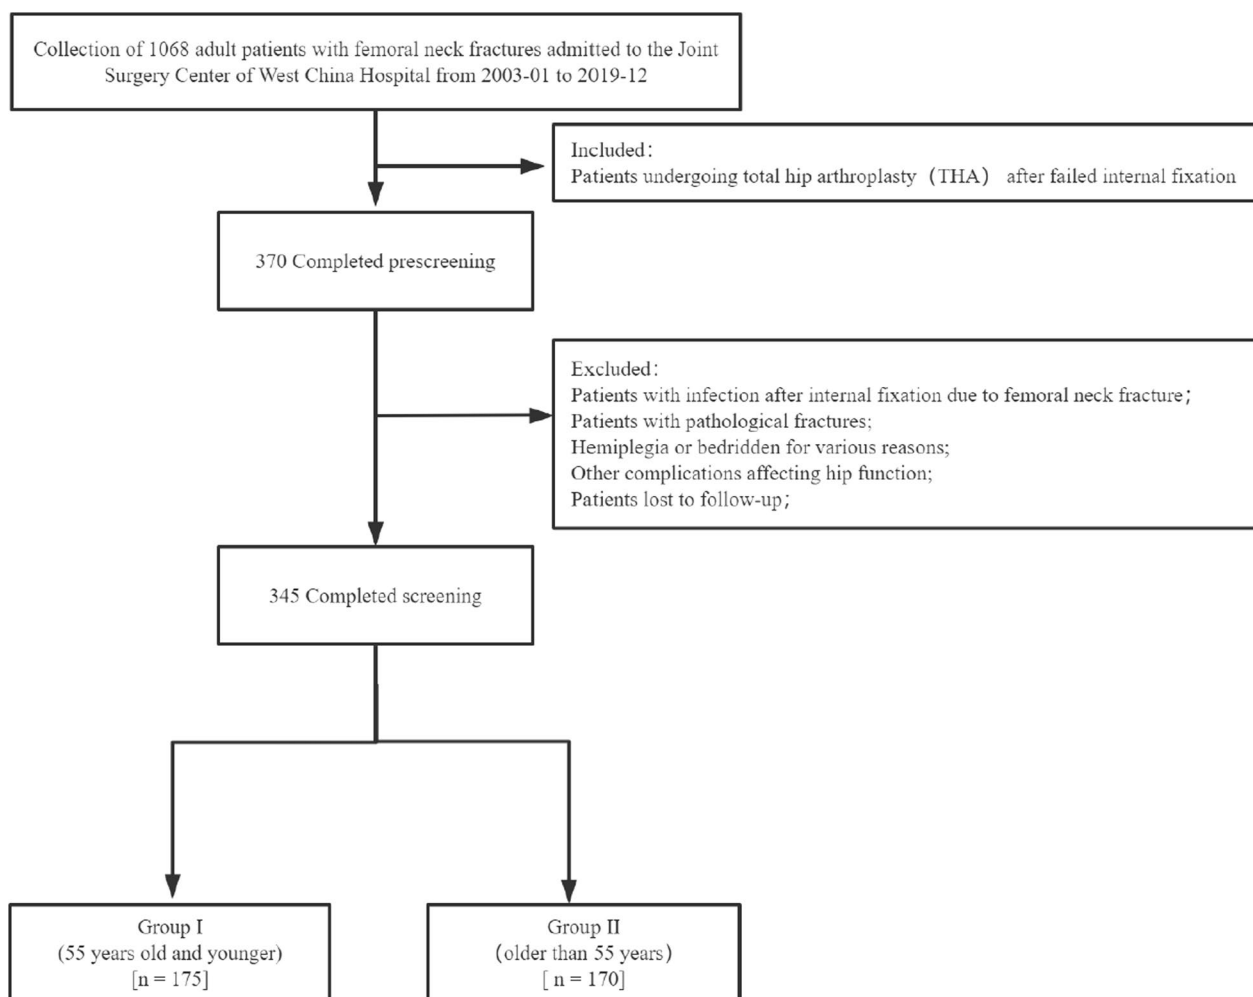 Collection of 1068 adult patients with femoral neck fractures admitted to the Joint
Surgery Center of West China Hospital from 2003-01 to 2019-12
Included:
Patients undergoing total hip arthroplasty（THA） after failed internal fixation
370 Completed prescreening
Excluded:
Patients with infection after internal fixation due to femoral neck fracture;
Patients with pathological fractures;
Hemiplegia or bedridden for various reasons;
Other complications affecting hip function;
Patients lost to follow-up;
345 Completed screening
Group I
(55 years old and younger)
[n = 175]
Group II
(older than 55 years)
[ n = 170]